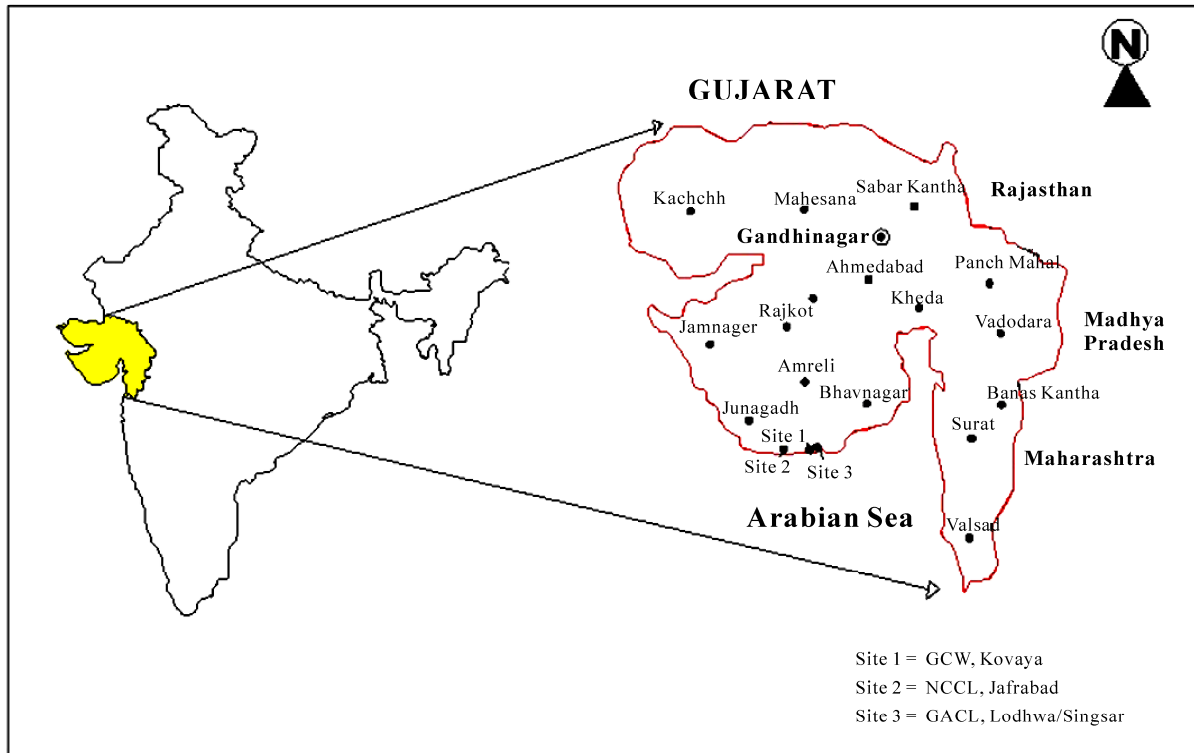 N
GUJARAT
Sabar Kantha
Rajasthan
Kachchh
Mahesana
Gandhinagar
Ahmedabad
Panch Mahal
Kheda
Rajkot
Jamnager
Vadodara
Madhya
Pradesh
Amreli
Bhavnagar
Banas Kantha
Junagadh
Surat
Site 1
Site 2
Site 3
Maharashtra
Arabian Sea
Valsad
Site 1 = GCW, Kovaya
Site 2 = NCCL, Jafrabad
Site 3 = GACL, Lodhwa/Singsar